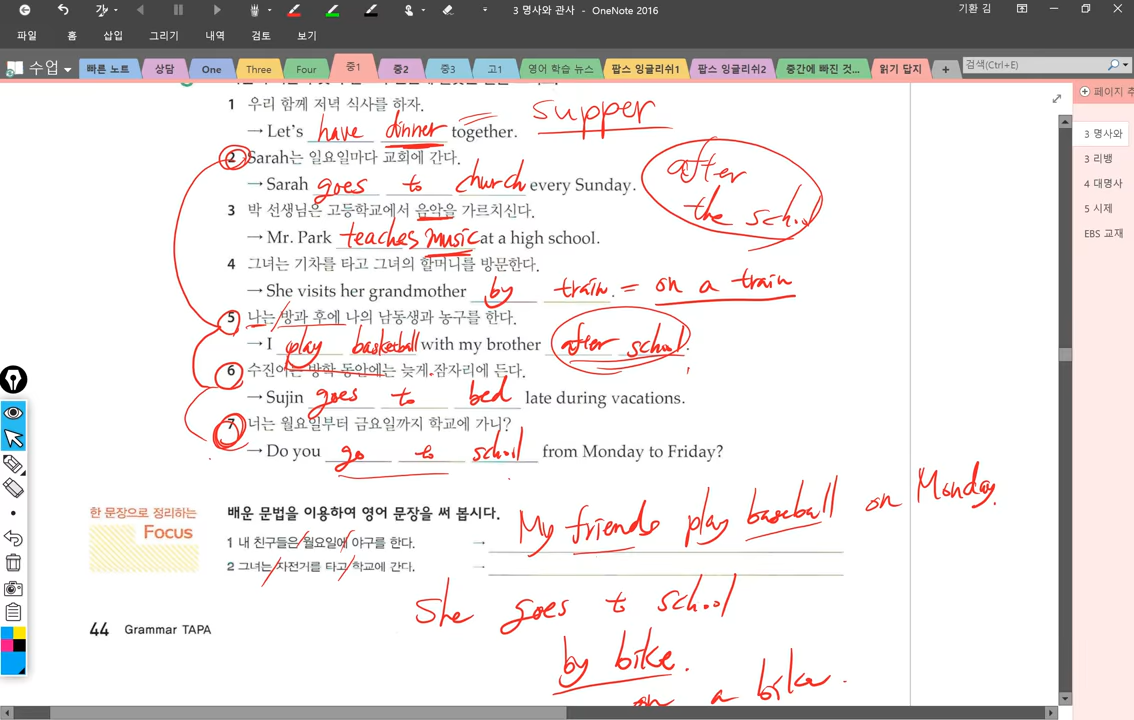 3 명사와 관사 - OneNote 2016
기환 김
파일 홈 삽입 그리기 내역 검토 보기
수업 빠른 노트 상담 One Three Four 중1 중2 중3 고1 영어 학습 뉴스 팝스 잉글리쉬1 팝스 잉글리쉬2 중간에 빠진 것... 읽기 답지 + 검색(Ctrl+E)
페이지 추
3 명사와
3 리뱅
4 대명사
5 시제
EBS 교재
1 우리 함께 저녁 식사를 하자.
supper
→ Let's have dinner together.
2 Sarah는 일요일마다 교회에 간다.
→ Sarah goes to church every Sunday.
after
the school
3 박 선생님은 고등학교에서 음악을 가르치신다.
→ Mr. Park teaches music at a high school.
4 그녀는 기차를 타고 그녀의 할머니를 방문한다.
→ She visits her grandmother by train. = on a train
5 나는 방과 후에 나의 남동생과 농구를 한다.
→ I play basketball with my brother after school.
6 수진이는 방학 동안에는 늦게 잠자리에 든다.
→ Sujin goes to bed late during vacations.
7 너는 월요일부터 금요일까지 학교에 가니?
→ Do you go to school from Monday to Friday?
한 문장으로 정리하는
Focus
배운 문법을 이용하여 영어 문장을 써 봅시다.
1 내 친구들은 월요일에 야구를 한다. → My friends play baseball on Monday.
2 그녀는 자전거를 타고 학교에 간다. →
She goes to school
by bike.
on a bike.
44 Grammar TAPA